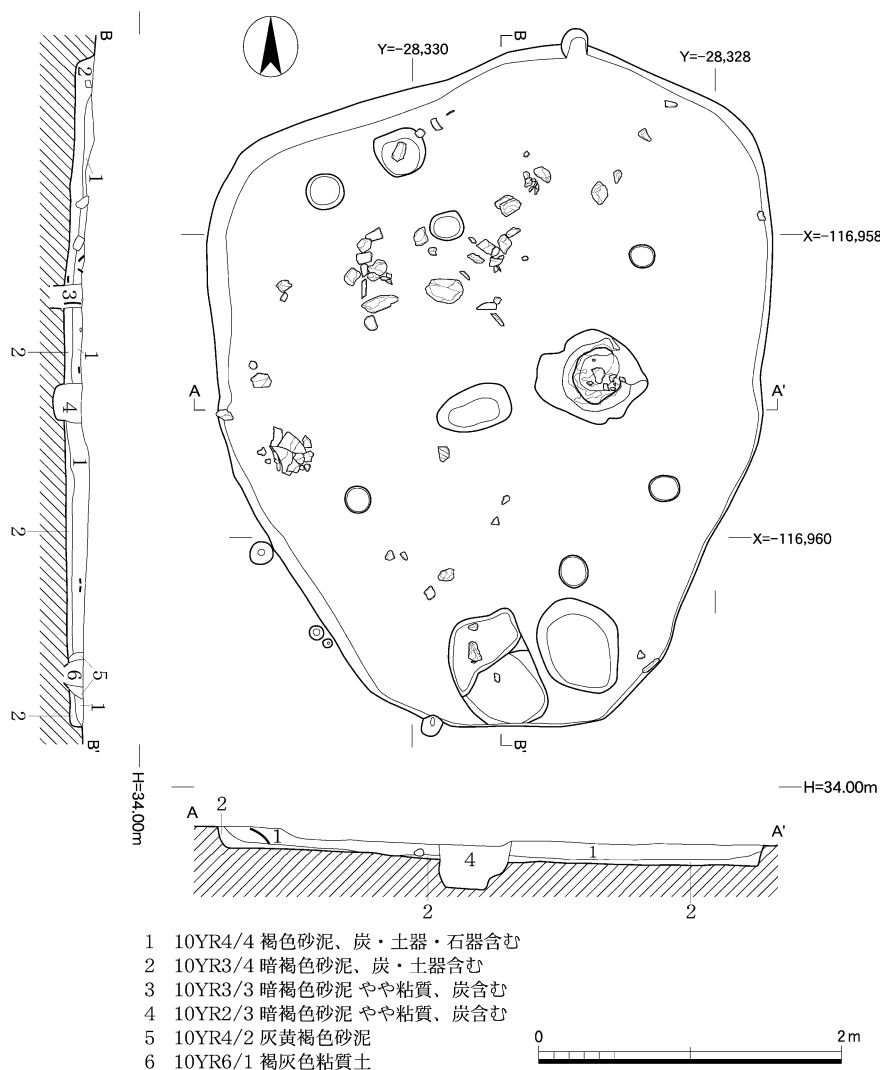 B
Y=-28,330
B
Y=-28,328
2
1
X=-116,958
3
2
1
A
A'
4
1
2
X=-116,960
6
5
1
2
B'
B'
H=34.00m
H=34.00m
A
2
A'
1
4
1
2
2
1 10YR4/4 褐色砂泥、炭・土器・石器含む
2 10YR3/4 暗褐色砂泥、炭・土器含む
3 10YR3/3 暗褐色砂泥 やや粘質、炭含む
4 10YR2/3 暗褐色砂泥 やや粘質、炭含む
5 10YR4/2 灰黄褐色砂泥
6 10YR6/1 褐灰色粘質土
0
2m